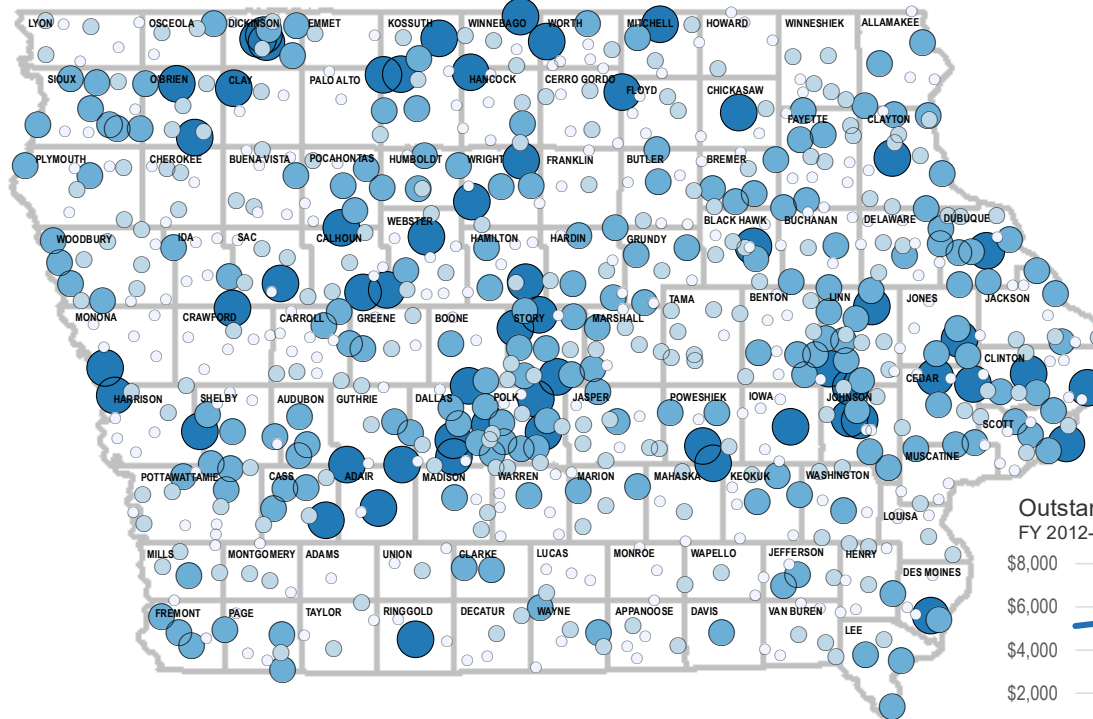 LYON OSCEOLA DICKINSON EMMET KOSSUTH WINNEBAGO WORTH MITCHELL HOWARD WINNESHIEK ALLAMAKEE
SIOUX O'BRIEN CLAY PALO ALTO HANCOCK CERRO GORDO FLOYD CHICKASAW
FAYETTE CLAYTON
PLYMOUTH CHEROKEE BUENA VISTA POCAHONTAS HUMBOLDT WRIGHT FRANKLIN BUTLER BREMER
WEBSTER BLACK HAWK BUCHANAN DELAWARE DUBUQUE
WOODBURY IDA SAC CALHOUN HAMILTON HARDIN GRUNDY
TAMA BENTON LINN JONES JACKSON
MONONA CRAWFORD CARROLL GREENE BOONE STORY MARSHALL
CLINTON
CEDAR
HARRISON SHELBY AUDUBON GUTHRIE DALLAS POLK JASPER POWESHIEK IOWA JOHNSON
SCOTT
MUSCATINE
POTTAWATTAMIE CASS ADAIR MADISON WARREN MARION MAHASKA KEOKUK WASHINGTON
LOUISA
Outstar
FY 2012-
MILLS MONTGOMERY ADAMS UNION CLARKE LUCAS MONROE WAPELLO JEFFERSON HENRY
$8,000
DES MOINES
FREMONT PAGE TAYLOR RINGGOLD DECATUR WAYNE APPANOOSE DAVIS VAN BUREN
$6,000
LEE
$4,000
$2,000